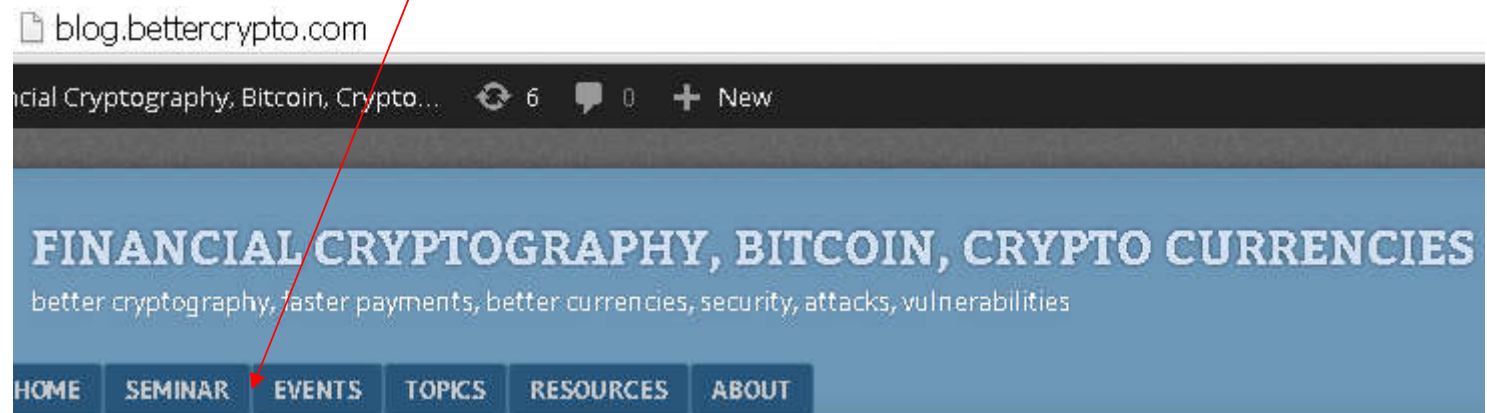 blog.bettercrypto.com
ncial Cryptography, Bitcoin, Crypto... 6 0 + New
FINANCIAL CRYPTOGRAPHY, BITCOIN, CRYPTO CURRENCIES
better cryptography, faster payments, better currencies, security, attacks, vulnerabilities
HOME SEMINAR EVENTS TOPICS RESOURCES ABOUT